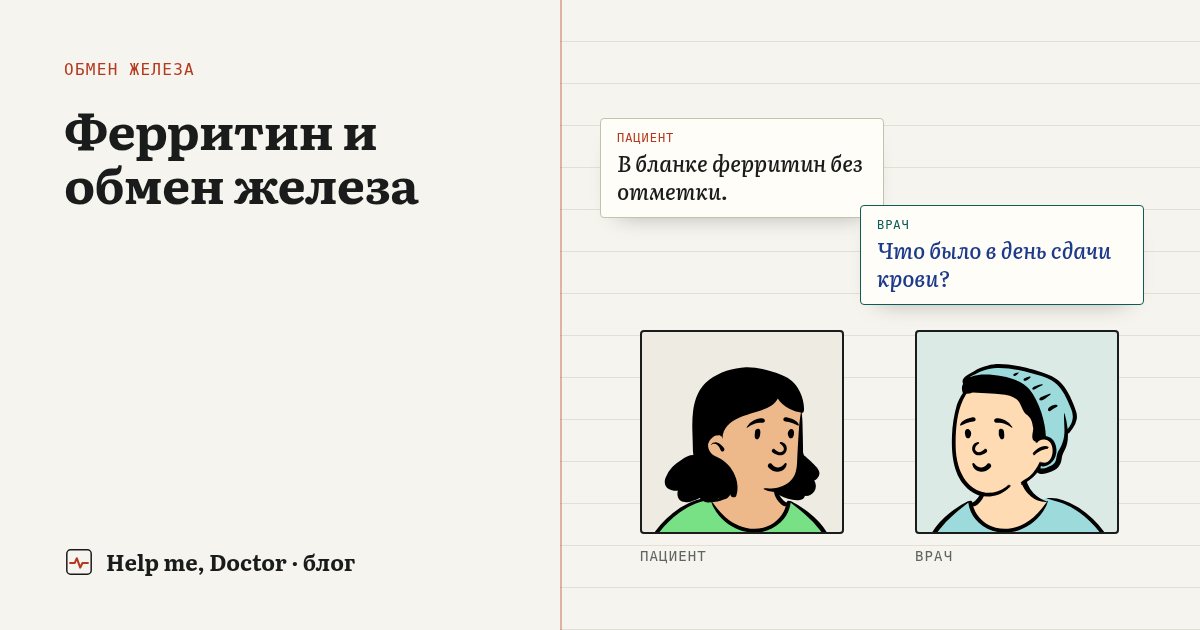 ОБМЕН ЖЕЛЕЗА
Ферритин и
обмен железа
ПАЦИЕНТ
В бланке ферритин без
отметки.
ВРАЧ
Что было в день сдачи
крови?
ПАЦИЕНТ
ВРАЧ
Help me, Doctor · блог